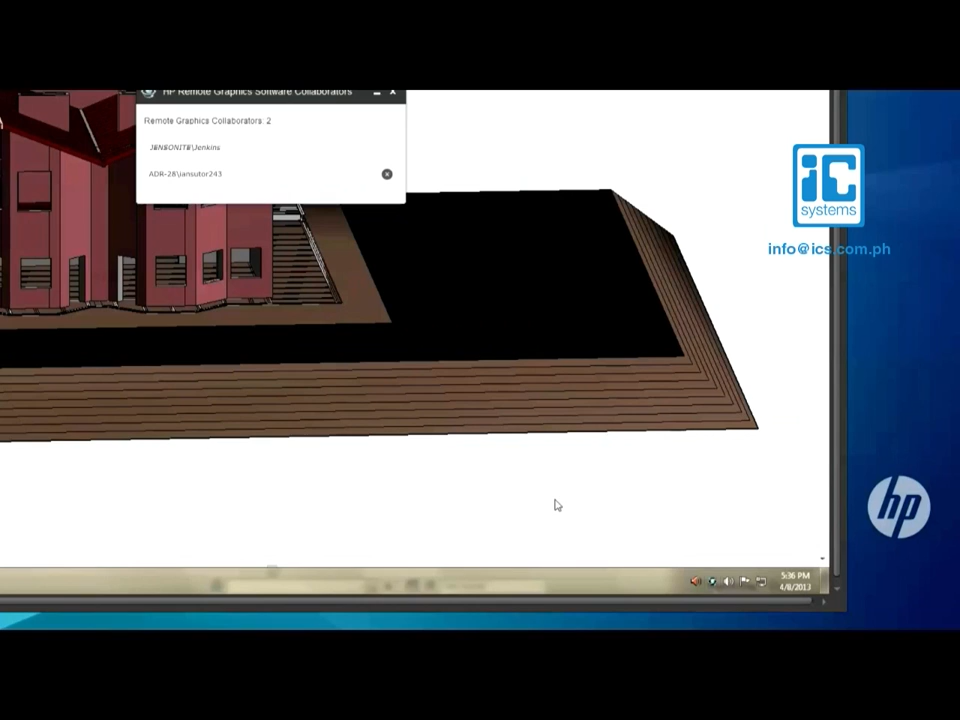 HP Remote Graphics Software Collaborators
Remote Graphics Collaborators: 2
JENSONITE\Jenkins
ADR-28\iansutor243
iC
systems
info@ics.com.ph
hp
5:36 PM
4/8/2013